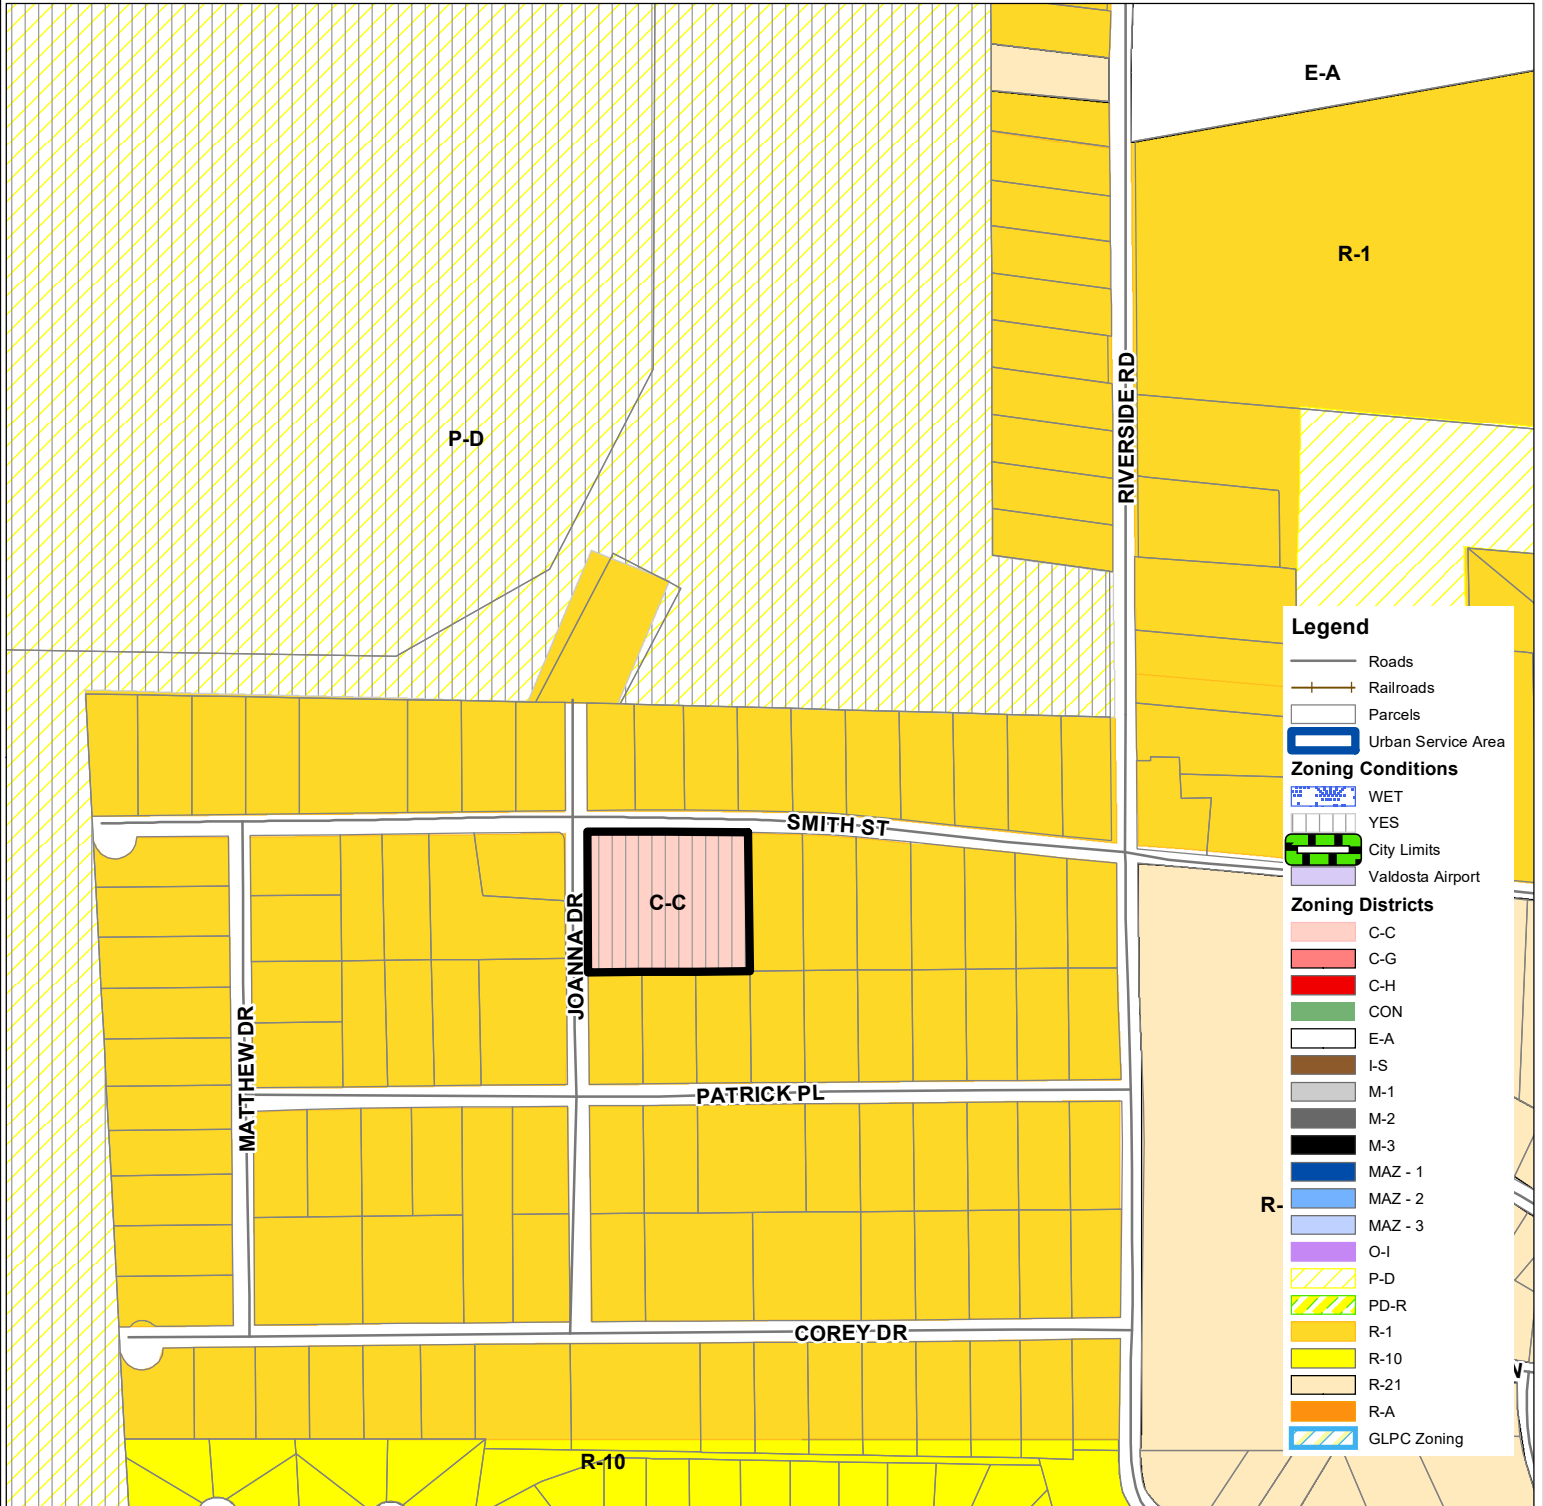 E-A
R-1
RIVERSIDE RD
P-D
SMITH ST
C-C
JOANNA DR
MATTHEW DR
PATRICK PL
R-
COREY DR
R-10
N
Legend
Roads
Railroads
Parcels
Urban Service Area
Zoning Conditions
WET
YES
City Limits
Valdosta Airport
Zoning Districts
C-C
C-G
C-H
CON
E-A
I-S
M-1
M-2
M-3
MAZ - 1
MAZ - 2
MAZ - 3
O-I
P-D
PD-R
R-1
R-10
R-21
R-A
GLPC Zoning